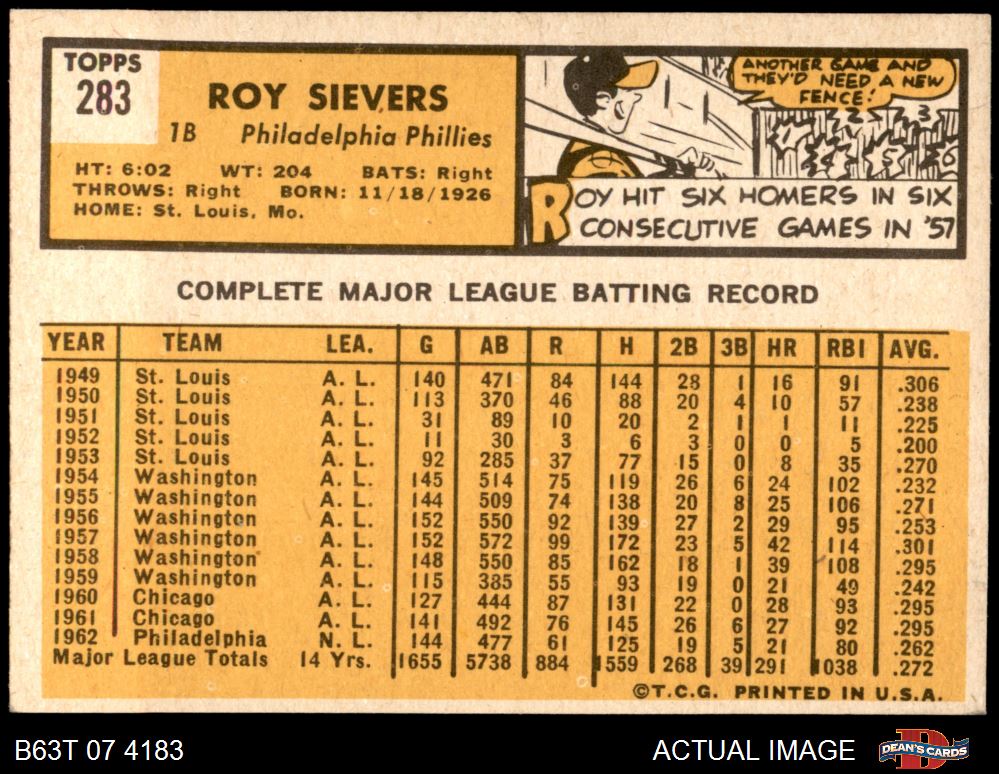 TOPPS
283
ROY SIEVERS
1B Philadelphia Phillies
HT: 6:02 WT: 204 BATS: Right
THROWS: Right BORN: 11/18/1926
HOME: St. Louis, Mo.
ANOTHER GAME AND
THEY'D NEED A NEW
FENCE!
1 2 3
4 5 6
ROY HIT SIX HOMERS IN SIX
CONSECUTIVE GAMES IN '57
COMPLETE MAJOR LEAGUE BATTING RECORD
YEAR TEAM LEA. G AB R H 2B 3B HR RBI AVG.
1949 St. Louis A. L. 140 471 84 144 28 1 16 91 .306
1950 St. Louis A. L. 113 370 46 88 20 4 10 57 .238
1951 St. Louis A. L. 31 89 10 20 2 1 1 11 .225
1952 St. Louis A. L. 11 30 3 6 3 0 0 5 .200
1953 St. Louis A. L. 92 285 37 77 15 0 8 35 .270
1954 Washington A. L. 145 514 75 119 26 6 24 102 .232
1955 Washington A. L. 144 509 74 138 20 8 25 106 .271
1956 Washington A. L. 152 550 92 139 27 2 29 95 .253
1957 Washington A. L. 152 572 99 172 23 5 42 114 .301
1958 Washington A. L. 148 550 85 162 18 1 39 108 .295
1959 Washington A. L. 115 385 55 93 19 0 21 49 .242
1960 Chicago A. L. 127 444 87 131 22 0 28 93 .295
1961 Chicago A. L. 141 492 76 145 26 6 27 92 .295
1962 Philadelphia N. L. 144 477 61 125 19 5 21 80 .262
Major League Totals 14 Yrs. 1655 5738 884 1559 268 39 291 1038 .272
©T.C.G. PRINTED IN U.S.A.
B63T 07 4183 ACTUAL IMAGE DEAN'S CARDS